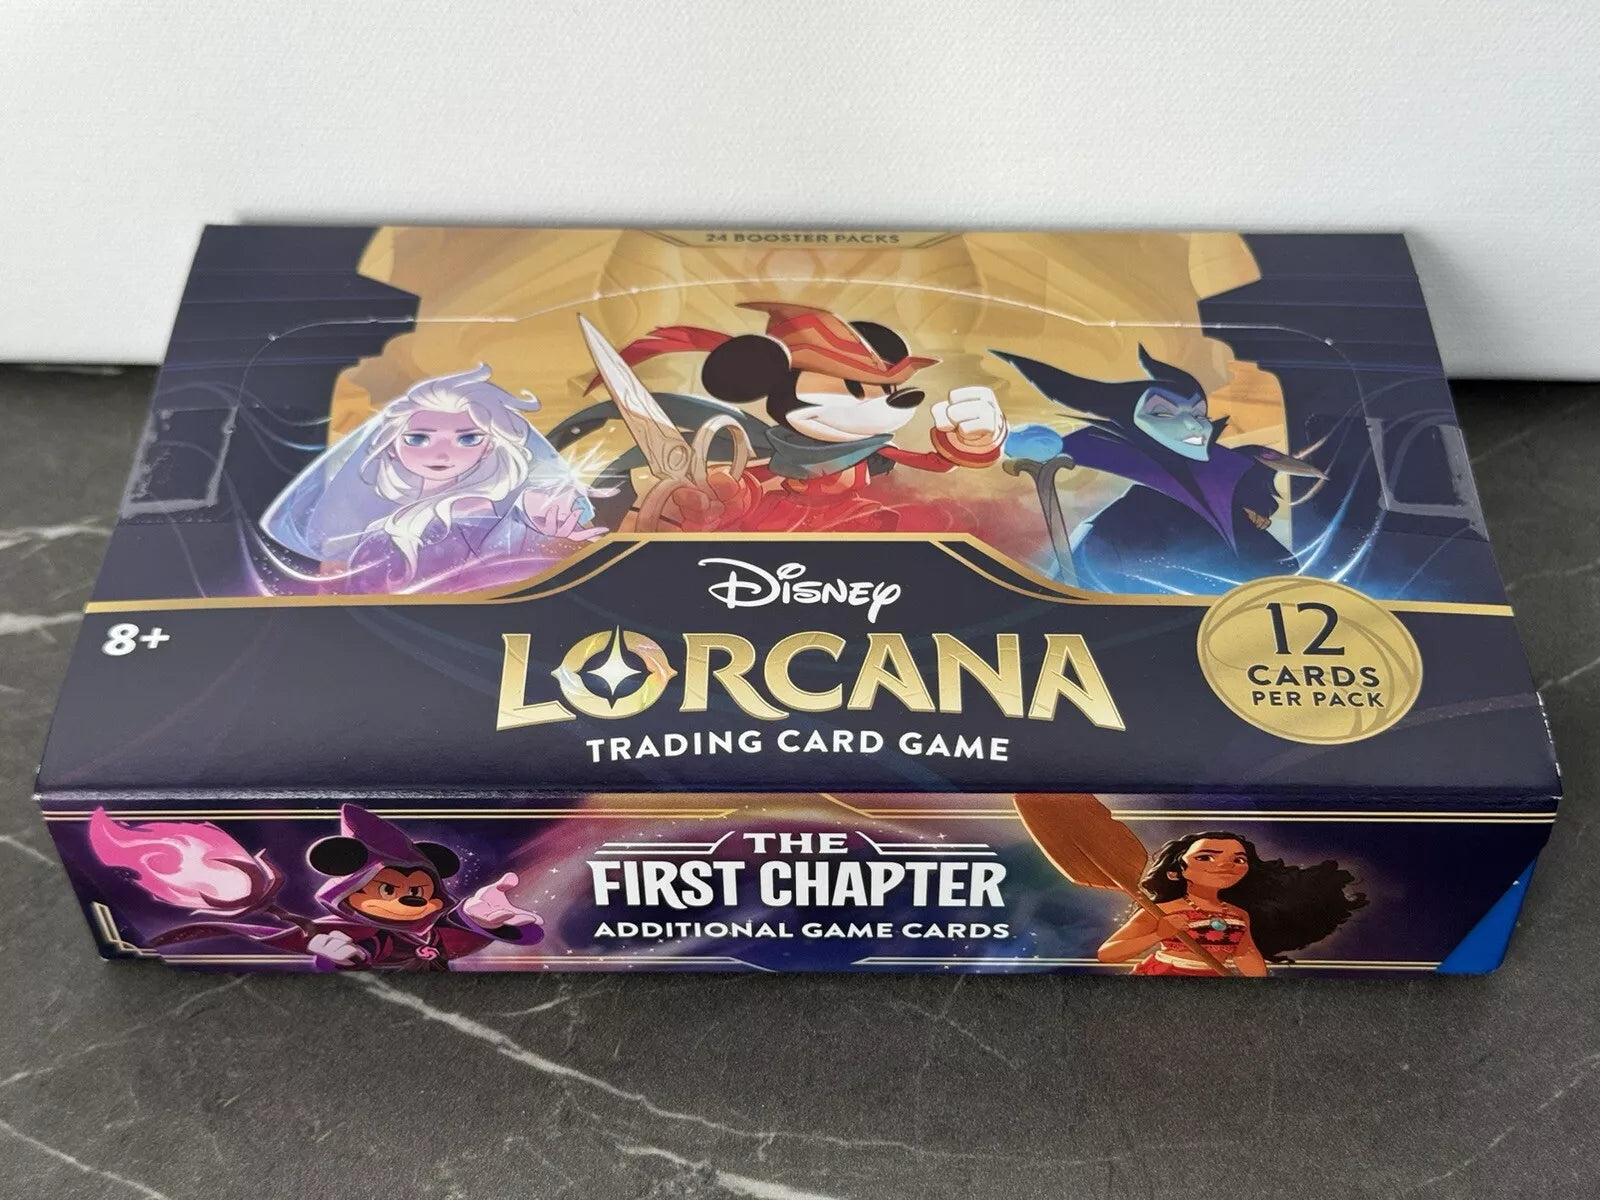 24 BOOSTER PACKS
8+
Disney
LORCANA
TRADING CARD GAME
12
CARDS
PER PACK
THE
FIRST CHAPTER
ADDITIONAL GAME CARDS